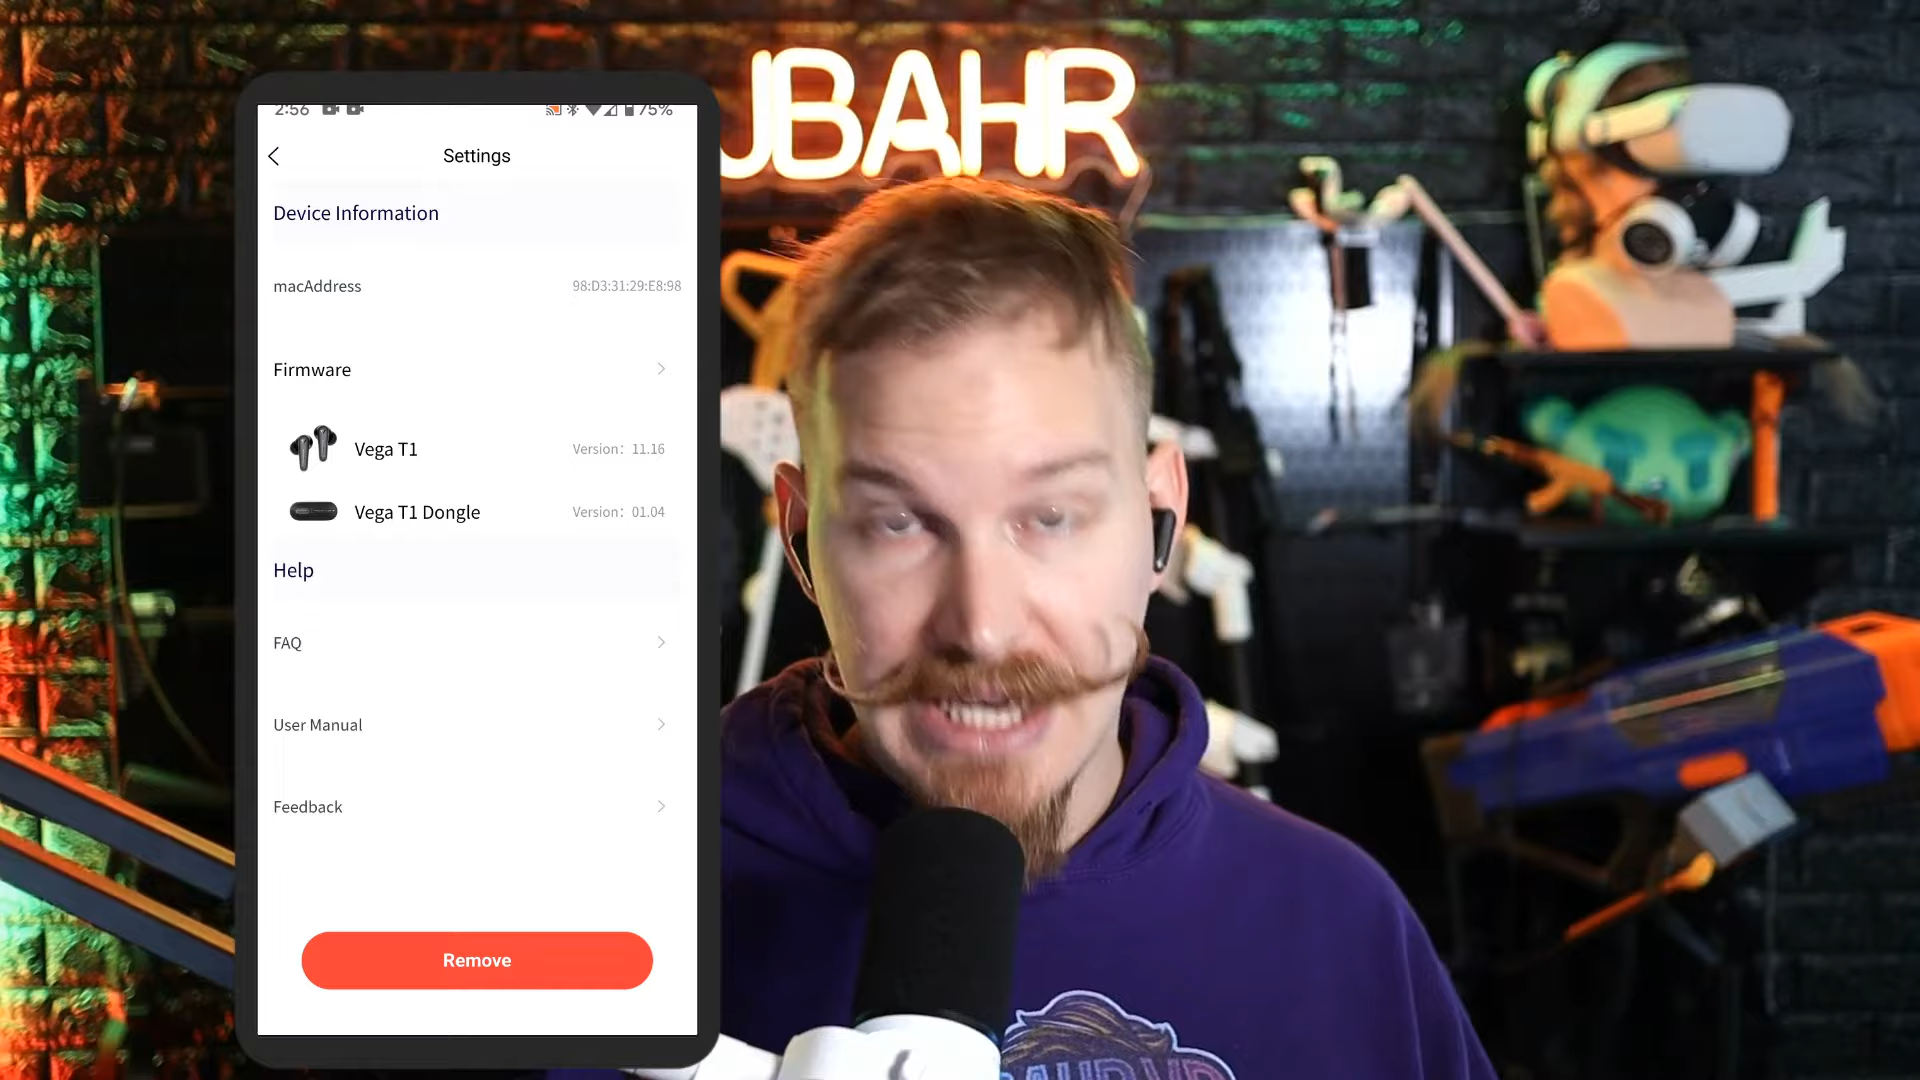 JBAHR
2:56
75%
Settings
Device Information
macAddress 98:D3:31:29:E8:98
Firmware
Vega T1 Version: 11.16
Vega T1 Dongle Version: 01.04
Help
FAQ
User Manual
Feedback
Remove